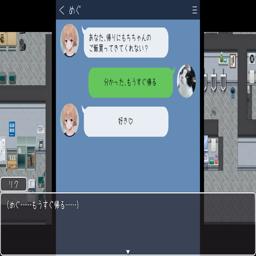 めぐ
あなた、帰りにもちちゃんの
ご飯買ってきてくれない？
分かった、もうすぐ帰る
好き♡
リク
(めぐ……もうすぐ帰る……)